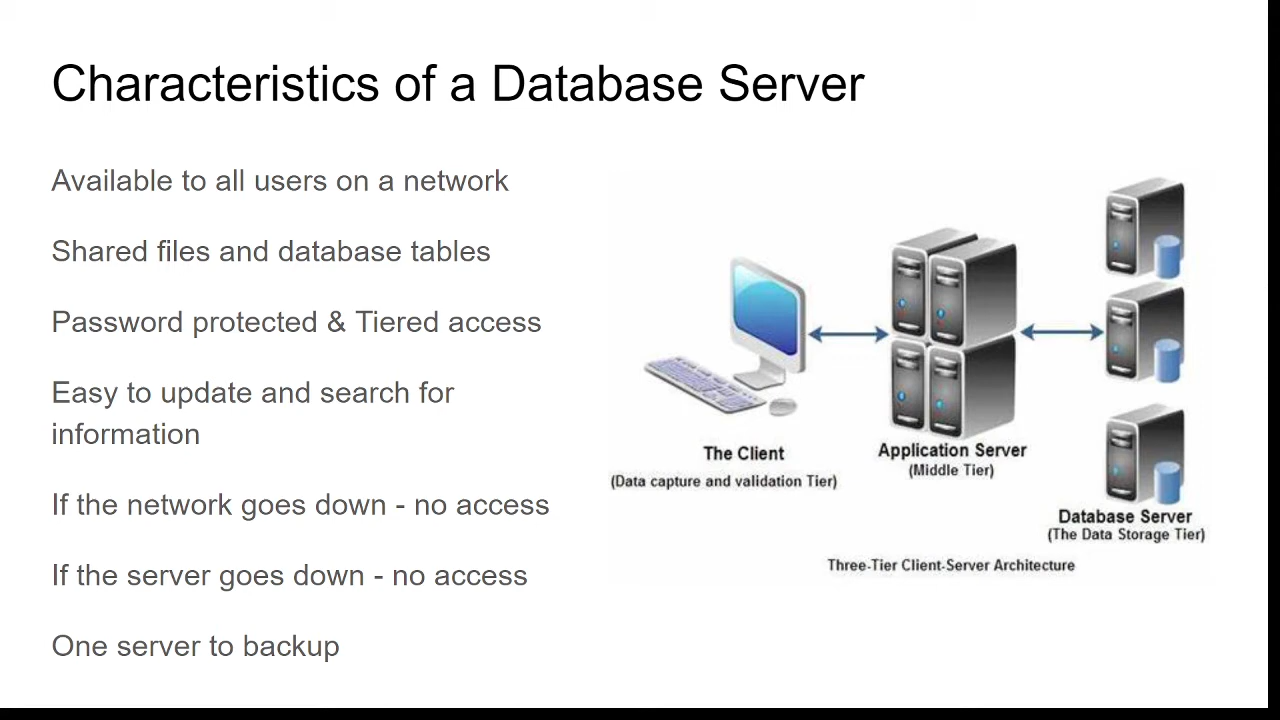 Characteristics of a Database Server
Available to all users on a network
Shared files and database tables
Password protected & Tiered access
Easy to update and search for
information
If the network goes down - no access
If the server goes down - no access
One server to backup
The Client
(Data capture and validation Tier)
Application Server
(Middle Tier)
Database Server
(The Data Storage Tier)
Three-Tier Client-Server Architecture